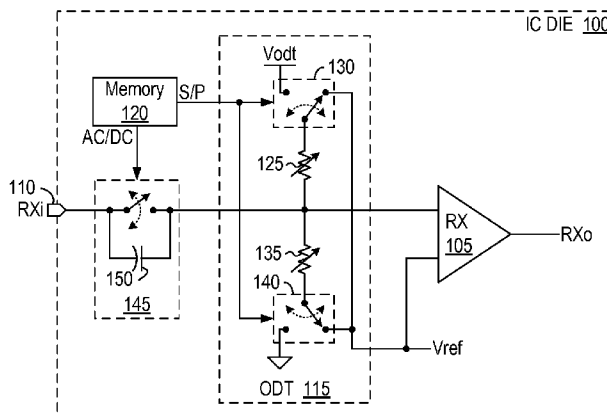 IC DIE 100
Vodt
130
Memory
120
S/P
AC/DC
125
110
RXi
RX
105
RXo
135
150
140
145
Vref
ODT 115